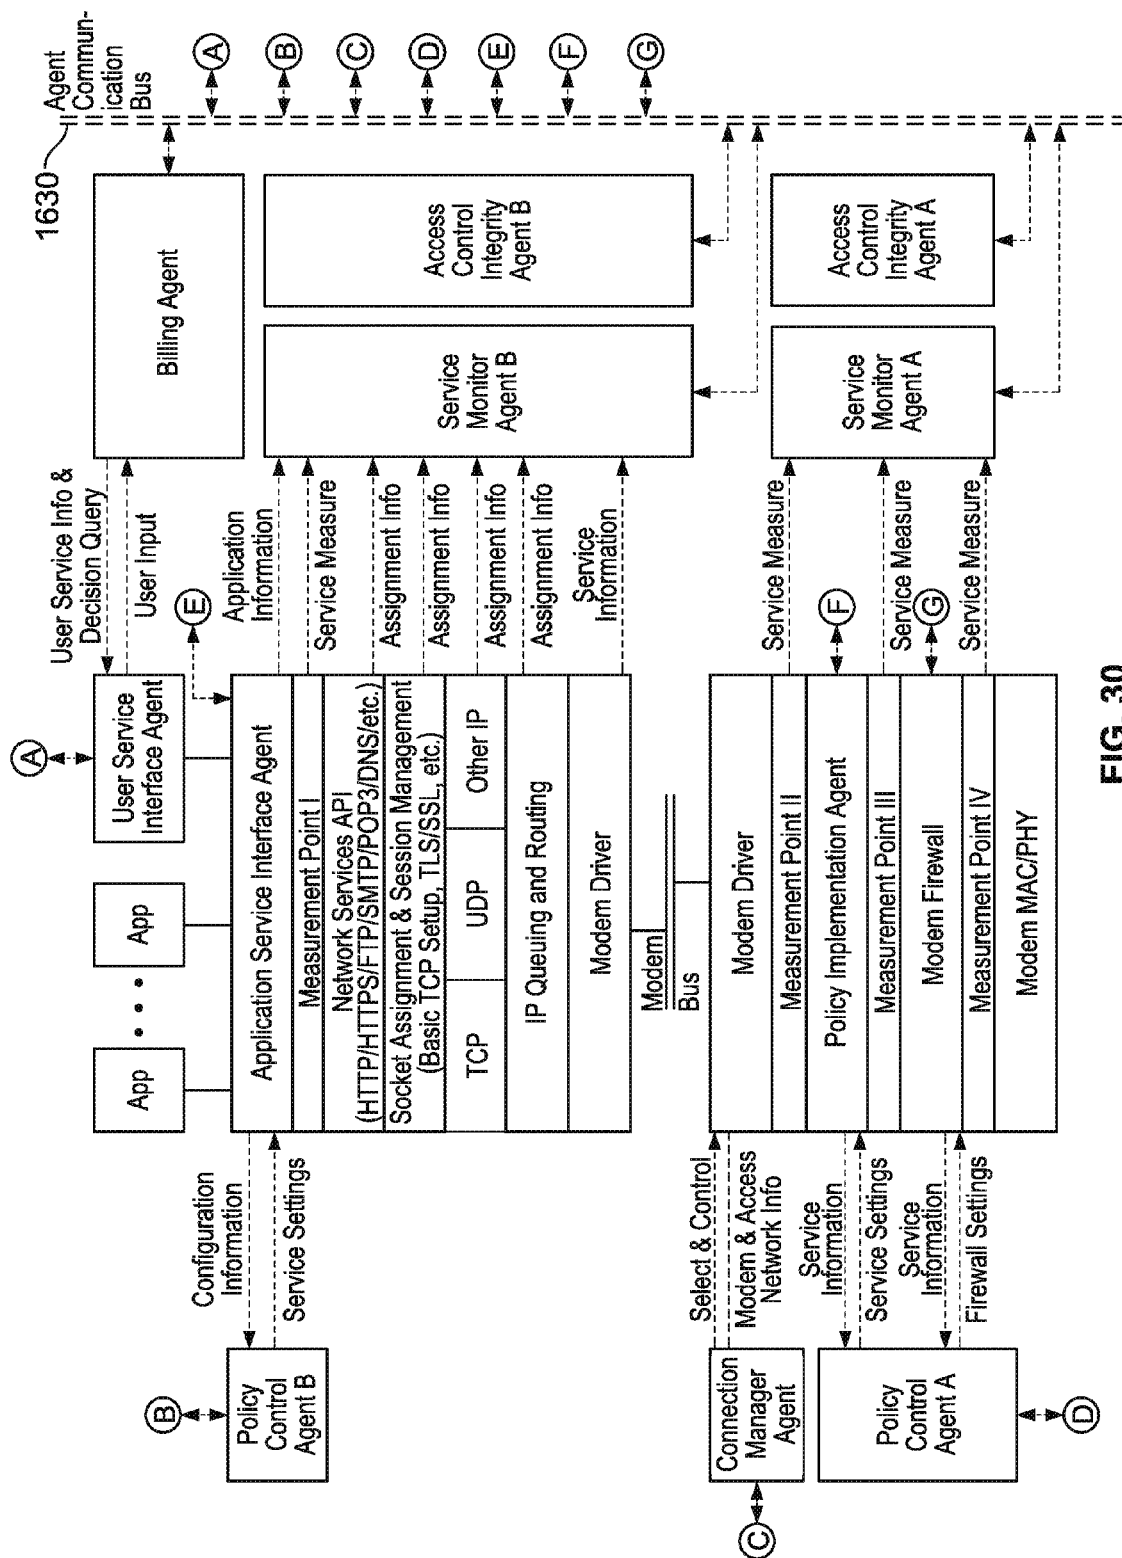 Agent
Commun-
ication
Bus
1630
A
B
C
D
E
F
G
Billing Agent
Access
Control
Integrity
Agent B
Access
Control
Integrity
Agent A
Service
Monitor
Agent B
Service
Monitor
Agent A
User Service Info &
Decision Query
User Input
E
Application
Information
Service Measure
Assignment Info
Assignment Info
Assignment Info
Assignment Info
Service
Information
Service Measure
F
Service Measure
G
Service Measure
A
User Service
Interface Agent
App
App
Application Service Interface Agent
Measurement Point I
Network Services API
(HTTP/HTTPS/FTP/SMTP/POP3/DNS/etc.)
Socket Assignment & Session Management
(Basic TCP Setup, TLS/SSL, etc.)
TCP
UDP
Other IP
IP Queuing and Routing
Modem Driver
Modem
Bus
Modem Driver
Measurement Point II
Policy Implementation Agent
Measurement Point III
Modem Firewall
Measurement Point IV
Modem MAC/PHY
Configuration
Information
Service Settings
Select & Control
Modem & Access
Network Info
Service
Information
Service Settings
Service
Information
Firewall Settings
B
Policy
Control
Agent B
Connection
Manager
Agent
C
Policy
Control
Agent A
D
FIG. 30